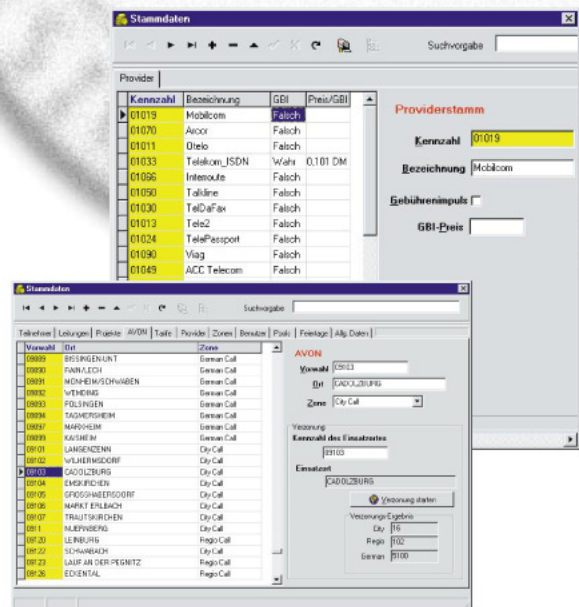 Stammdaten
Suchvorgabe
Provider
Kennzahl Bezeichnung GBI Preis/GBI
01019 Mobilcom Falsch
01070 Arcor Falsch
01011 Otelo Falsch
01033 Telekom_ISDN Wahr 0,101 DM
01066 Interoute Falsch
01050 Talkline Falsch
01030 TelDaFax Falsch
01013 Tele2 Falsch
01024 TelePassport Falsch
01090 Viag Falsch
01049 ACC Telecom Falsch
Providerstamm
Kennzahl 01019
Bezeichnung Mobilcom
Gebührenimpuls
GBI-Preis
Stammdaten
Suchvorgabe
Teilnehmer Leitungen Projekte AVON Tarife Provider Zonen Benutzer Pools Feiertage Allg. Daten
Vorwahl Ort Zone
09089 BISSINGEN-UNT German Call
09090 RAIN/LECH German Call
09091 MONHEIM/SCHWABEN German Call
09092 WEMDING German Call
09093 POLSINGEN German Call
09094 TAGMERSHEIM German Call
09097 MARXHEIM German Call
09099 KAISHEIM German Call
09101 LANGENZENN City Call
09102 WILHERMSDORF City Call
09103 CADOLZBURG City Call
09104 EMSKIRCHEN City Call
09105 GROSSHABERSDORF City Call
09106 MARKT ERLBACH City Call
09107 TRAUTSKIRCHEN City Call
0911 NUERNBERG City Call
09120 LEINBURG Regio Call
09122 SCHWABACH City Call
09123 LAUF AN DER PEGNITZ Regio Call
09126 ECKENTAL Regio Call
AVON
Vorwahl 09103
Ort CADOLZBURG
Zone City Call
Verzonung
Kennzahl des Einsatzortes
09103
Einsatzort
CADOLZBURG
Verzonung starten
Verzonungs-Ergebnis
City 16
Regio 102
German 5100